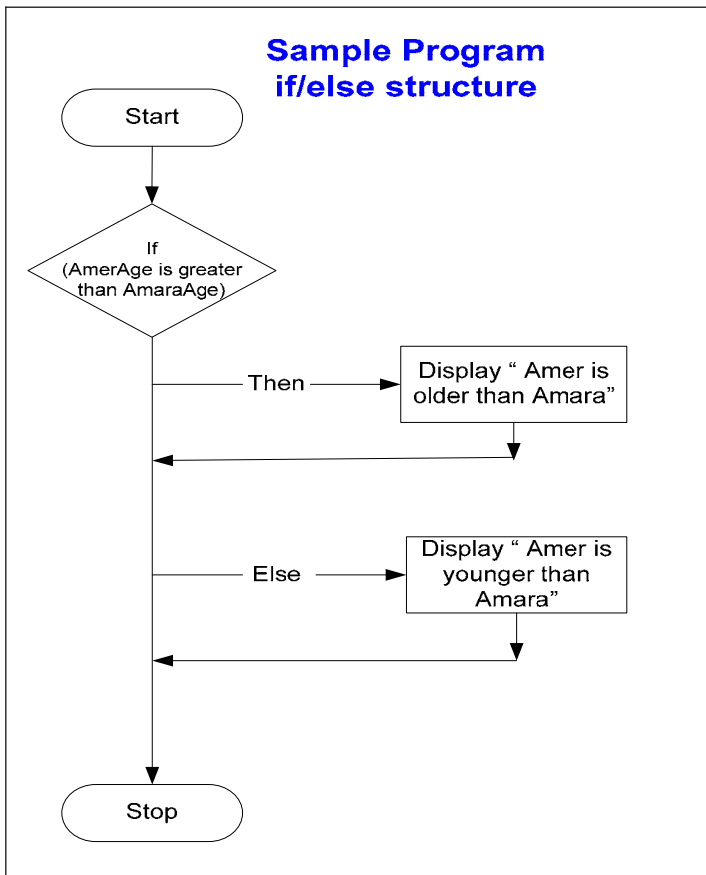 Sample Program
if/else structure
Start
If
(AmerAge is greater
than AmaraAge)
Then
Display “ Amer is
older than Amara”
Else
Display “ Amer is
younger than
Amara”
Stop